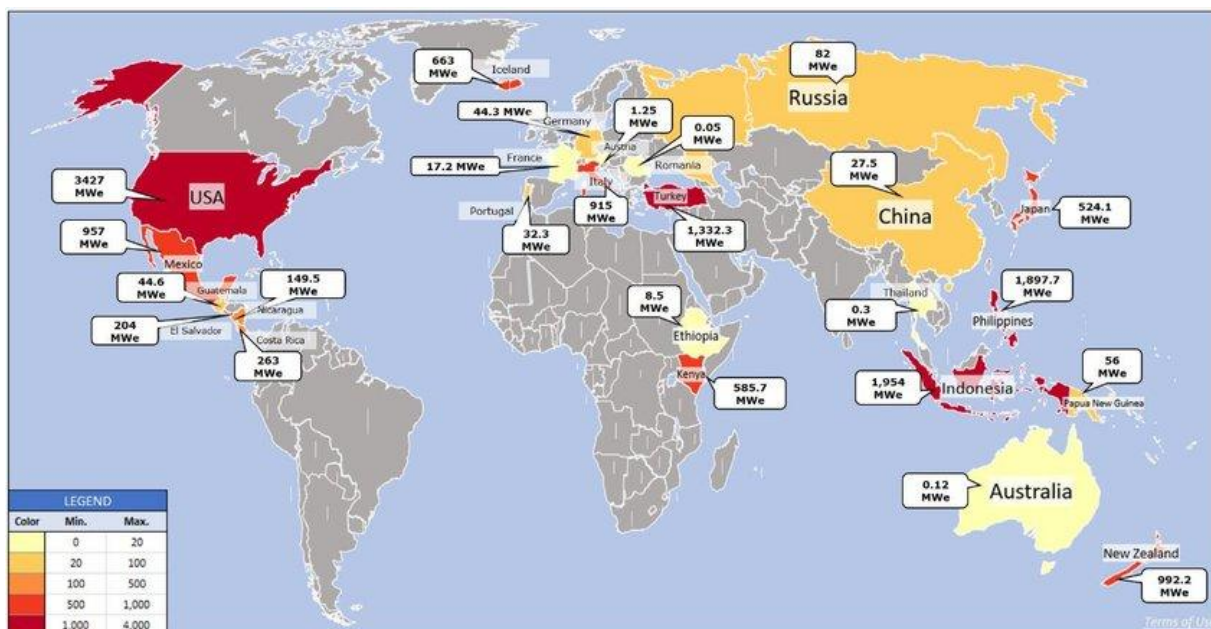 82
MWe
Russia
663
MWe
Iceland
44.3 MWe
Germany
1.25
MWe
Austria
0.05
MWe
Romania
17.2 MWe
France
Italy
915
MWe
Portugal
32.3
MWe
Turkey
1,332.3
MWe
27.5
MWe
China
Japan
524.1
MWe
3427
MWe
USA
957
MWe
Mexico
44.6
MWe
Guatemala
149.5
MWe
Nicaragua
204
MWe
El Salvador
Costa Rica
263
MWe
8.5
MWe
Ethiopia
Kenya
585.7
MWe
Thailand
0.3
MWe
1,897.7
MWe
Philippines
1,954
MWe
Indonesia
56
MWe
Papua New Guinea
0.12
MWe
Australia
New Zealand
992.2
MWe
LEGEND
Color Min. Max.
0 20
20 100
100 500
500 1,000
1,000 4,000
Terms of Use